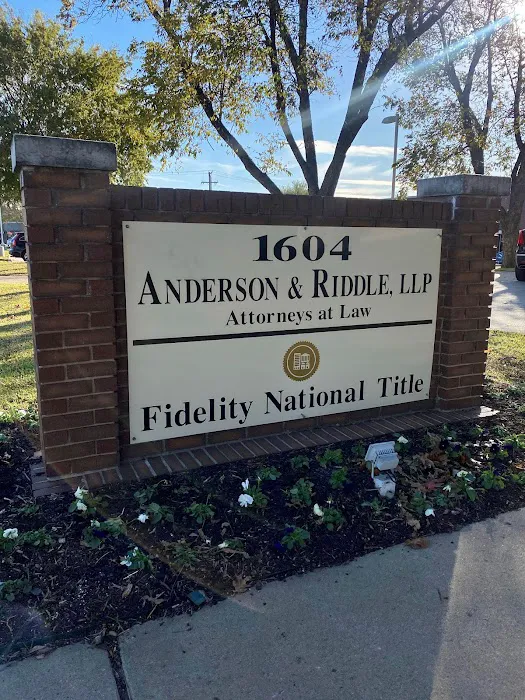 1604
ANDERSON & RIDDLE, LLP
Attorneys at Law
Fidelity National Title